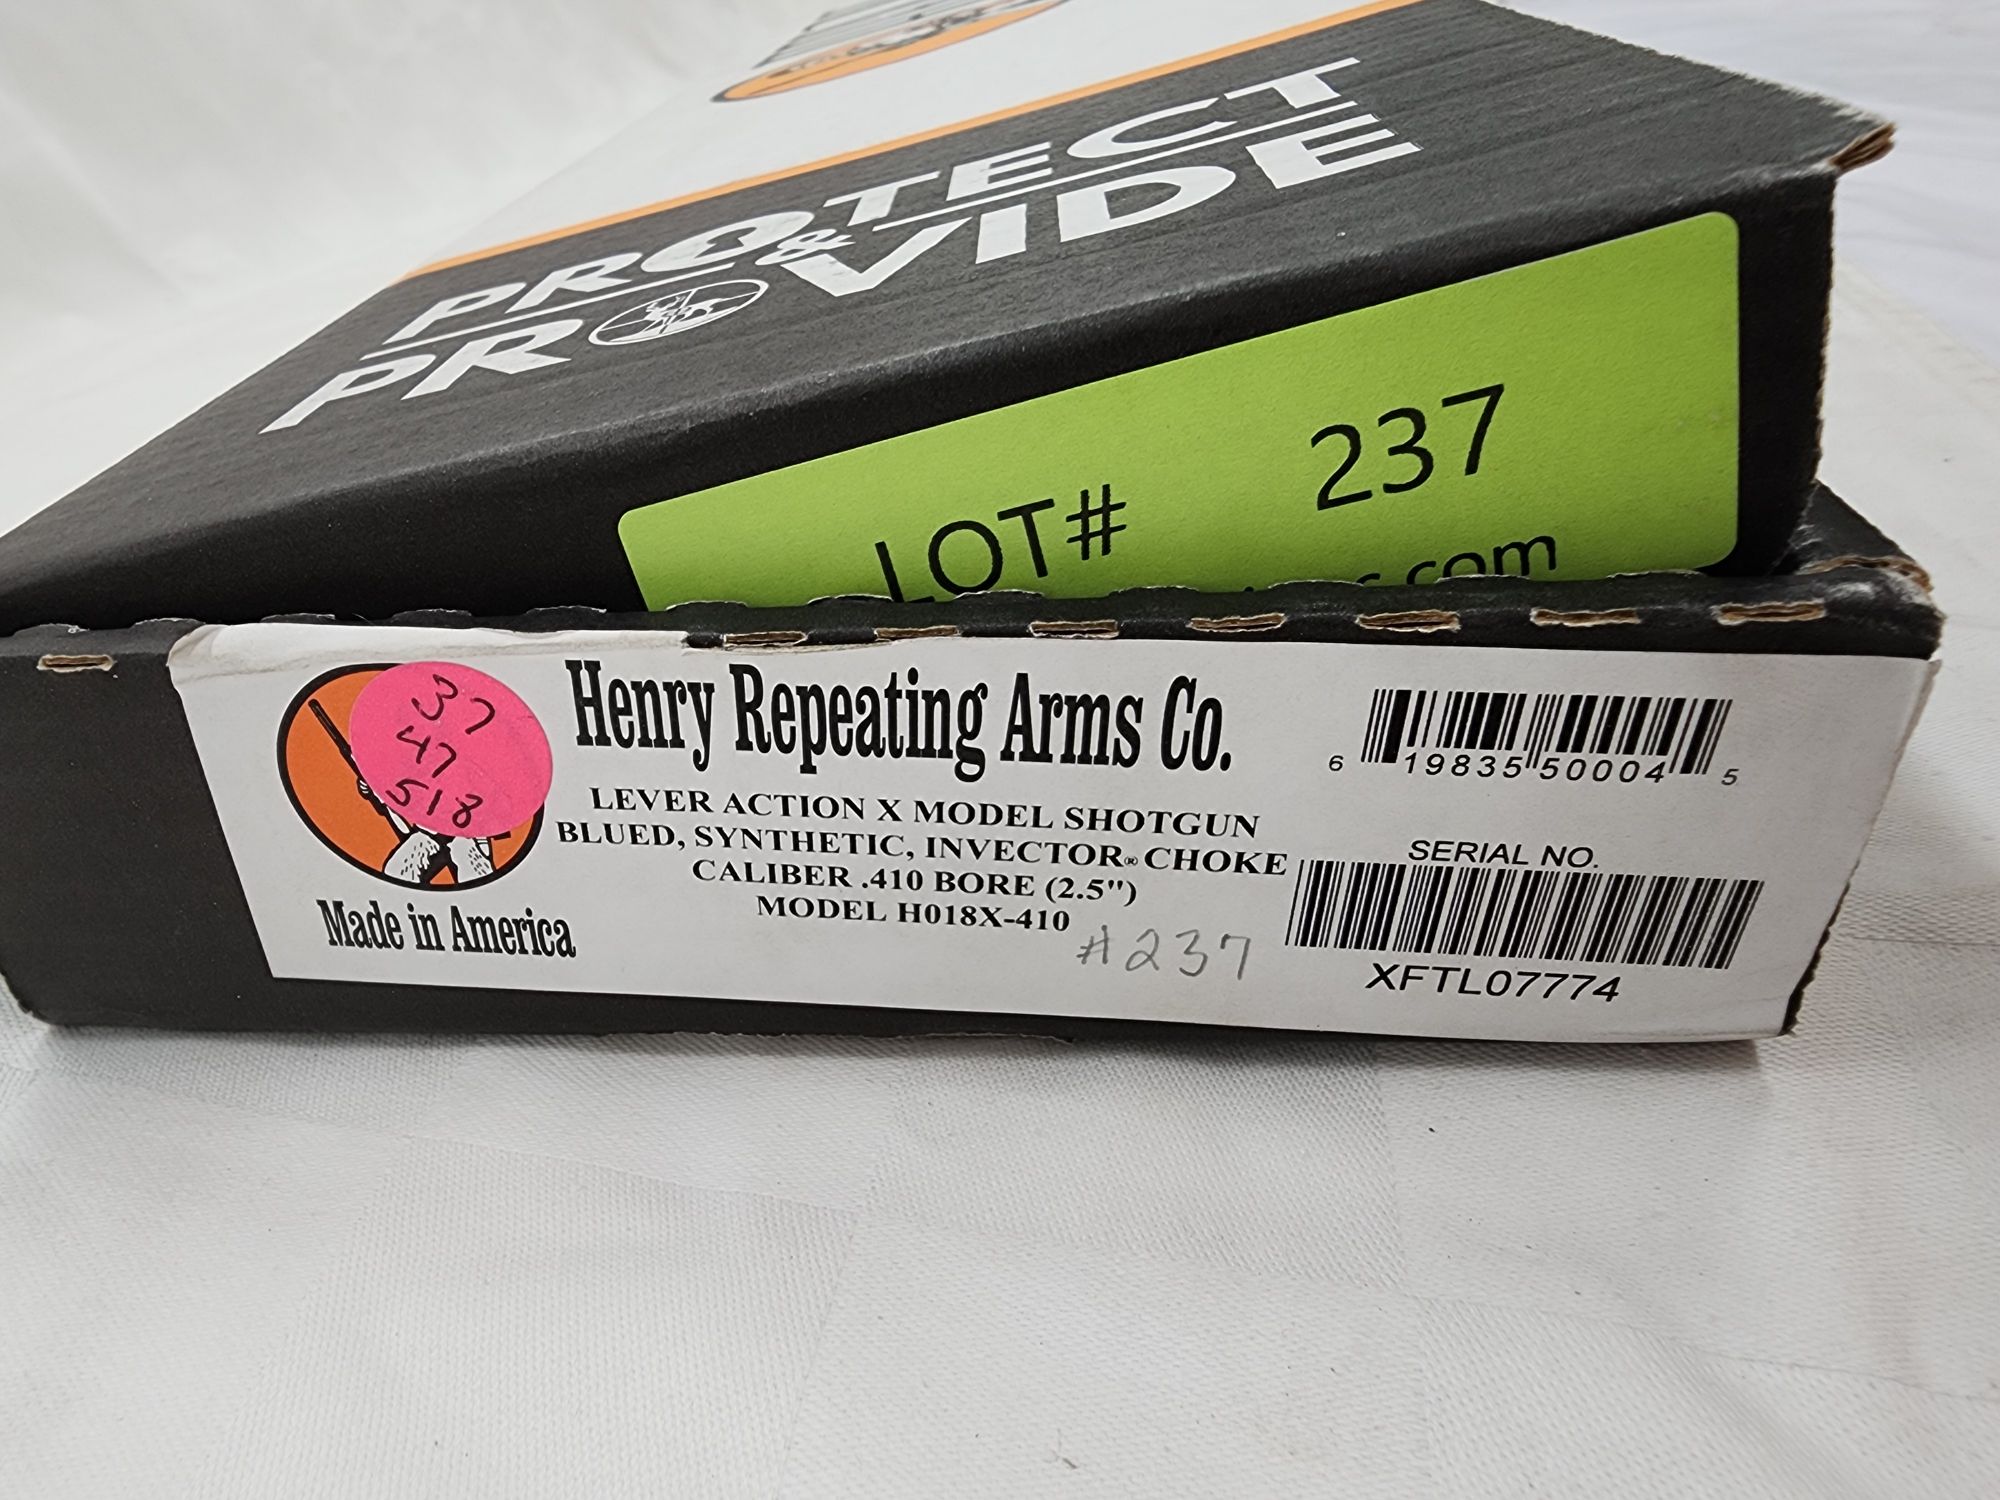 PROTECT
&
PROVIDE
LOT# 237
.com
37
47
518
Made in America
Henry Repeating Arms Co.
LEVER ACTION X MODEL SHOTGUN
BLUED, SYNTHETIC, INVECTOR® CHOKE
CALIBER .410 BORE (2.5")
MODEL H018X-410
#237
6 19835 50004 5
SERIAL NO.
XFTL07774